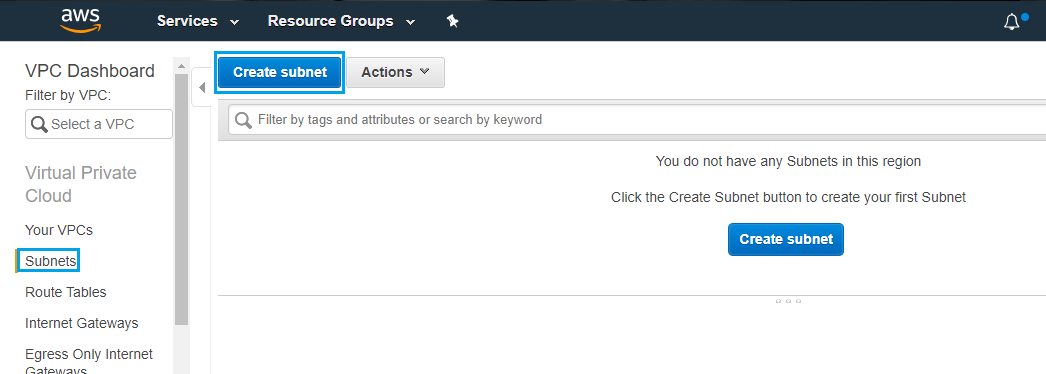 aws
Services
Resource Groups
VPC Dashboard
Filter by VPC:
Select a VPC
Virtual Private
Cloud
Your VPCs
Subnets
Route Tables
Internet Gateways
Egress Only Internet
Gateways
Create subnet
Actions
Filter by tags and attributes or search by keyword
You do not have any Subnets in this region
Click the Create Subnet button to create your first Subnet
Create subnet